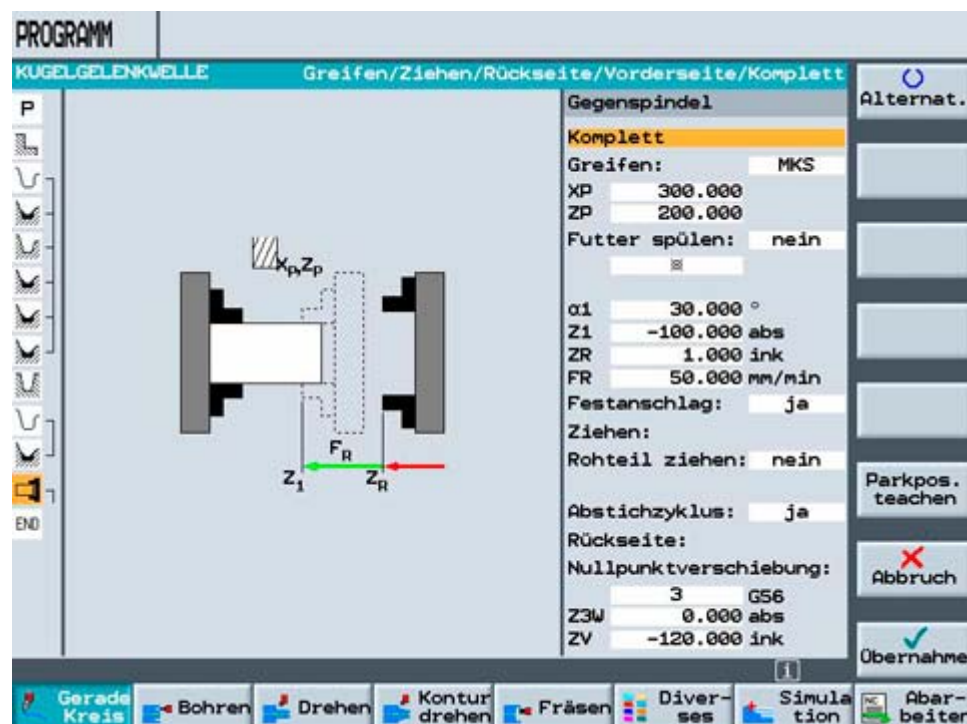 PROGRAMM
KUGELGELENKWELLE Greifen/Ziehen/Rückseite/Vorderseite/Komplett
Alternat.
P
Gegenspindel
Komplett
Greifen: MKS
XP 300.000
ZP 200.000
Futter spülen: nein
α1 30.000 °
Z1 -100.000 abs
ZR 1.000 ink
FR 50.000 mm/min
Festanschlag: ja
Ziehen:
Rohteil ziehen: nein
Abstichzyklus: ja
Rückseite:
Nullpunktverschiebung:
3 G56
Z3W 0.000 abs
ZV -120.000 ink
Xp,Zp
FR
Z1 ZR
END
Parkpos.
teachen
Abbruch
Übernahme
i
Gerade
Kreis
Bohren
Drehen
Kontur
drehen
Fräsen
Diver-
ses
Simula
tion
NC
Abar-
beiten